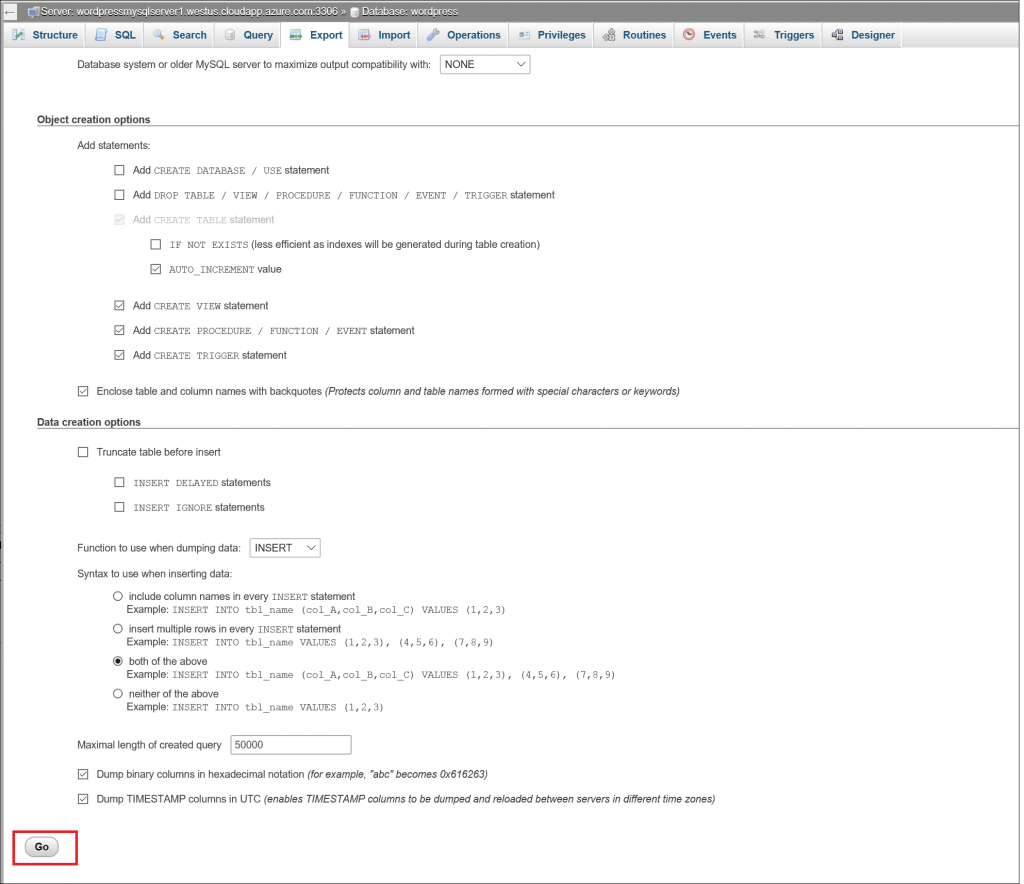 Server: wordpressmysqlserver1.westus.cloudapp.azure.com:3306 » Database: wordpress
Structure SQL Search Query Export Import Operations Privileges Routines Events Triggers Designer
Database system or older MySQL server to maximize output compatibility with: NONE
Object creation options
Add statements:
Add CREATE DATABASE / USE statement
Add DROP TABLE / VIEW / PROCEDURE / FUNCTION / EVENT / TRIGGER statement
Add CREATE TABLE statement
IF NOT EXISTS (less efficient as indexes will be generated during table creation)
AUTO_INCREMENT value
Add CREATE VIEW statement
Add CREATE PROCEDURE / FUNCTION / EVENT statement
Add CREATE TRIGGER statement
Enclose table and column names with backquotes (Protects column and table names formed with special characters or keywords)
Data creation options
Truncate table before insert
INSERT DELAYED statements
INSERT IGNORE statements
Function to use when dumping data: INSERT
Syntax to use when inserting data:
include column names in every INSERT statement
Example: INSERT INTO tbl_name (col_A,col_B,col_C) VALUES (1,2,3)
insert multiple rows in every INSERT statement
Example: INSERT INTO tbl_name VALUES (1,2,3), (4,5,6), (7,8,9)
both of the above
Example: INSERT INTO tbl_name (col_A,col_B,col_C) VALUES (1,2,3), (4,5,6), (7,8,9)
neither of the above
Example: INSERT INTO tbl_name VALUES (1,2,3)
Maximal length of created query 50000
Dump binary columns in hexadecimal notation (for example, "abc" becomes 0x616263)
Dump TIMESTAMP columns in UTC (enables TIMESTAMP columns to be dumped and reloaded between servers in different time zones)
Go